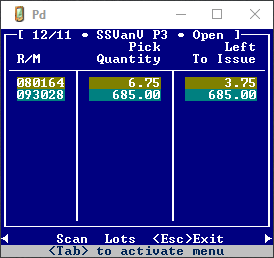 Pd
[ 12/11 • SSVanV P3 • Open ]
Pick Left
R/M Quantity To Issue
080164 6.75 3.75
093028 685.00 685.00
Scan Lots <Esc>Exit
<Tab> to activate menu